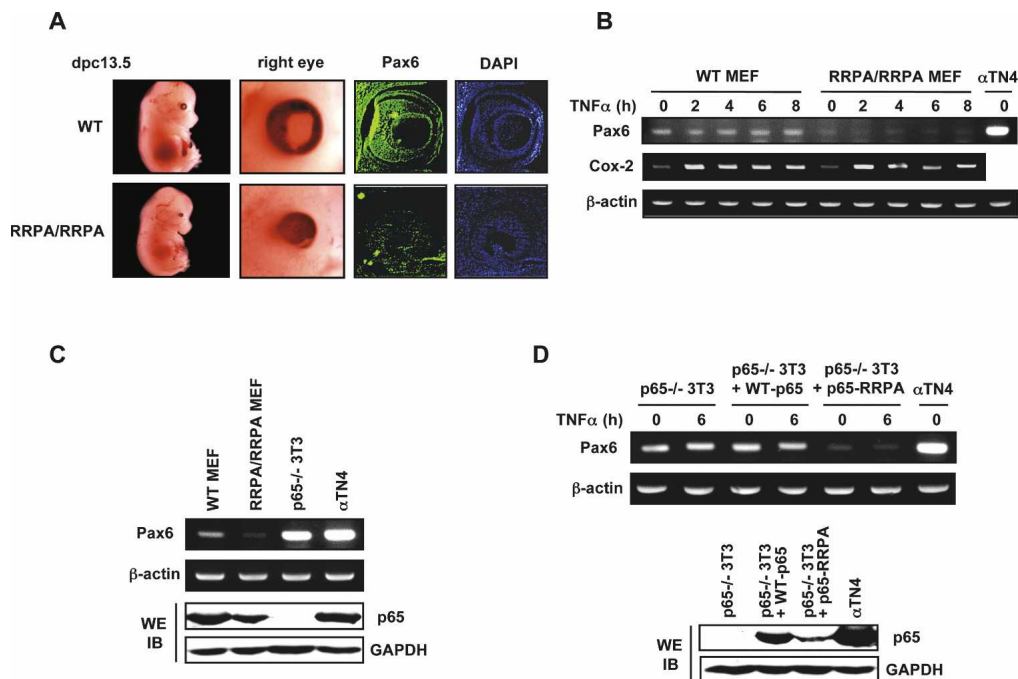 A
dpc13.5
right eye
Pax6
DAPI
WT
RRPA/RRPA
B
WT MEF
RRPA/RRPA MEF
αTN4
TNFα (h)
0 2 4 6 8 0 2 4 6 8 0
Pax6
Cox-2
β-actin
C
WT MEF
RRPA/RRPA MEF
p65-/- 3T3
αTN4
Pax6
β-actin
WE
IB
p65
GAPDH
D
p65-/- 3T3
p65-/- 3T3
+ WT-p65
p65-/- 3T3
+ p65-RRPA
αTN4
TNFα (h)
0 6 0 6 0 6 0
Pax6
β-actin
p65-/- 3T3
p65-/- 3T3
+ WT-p65
p65-/- 3T3
+ p65-RRPA
αTN4
WE
IB
p65
GAPDH